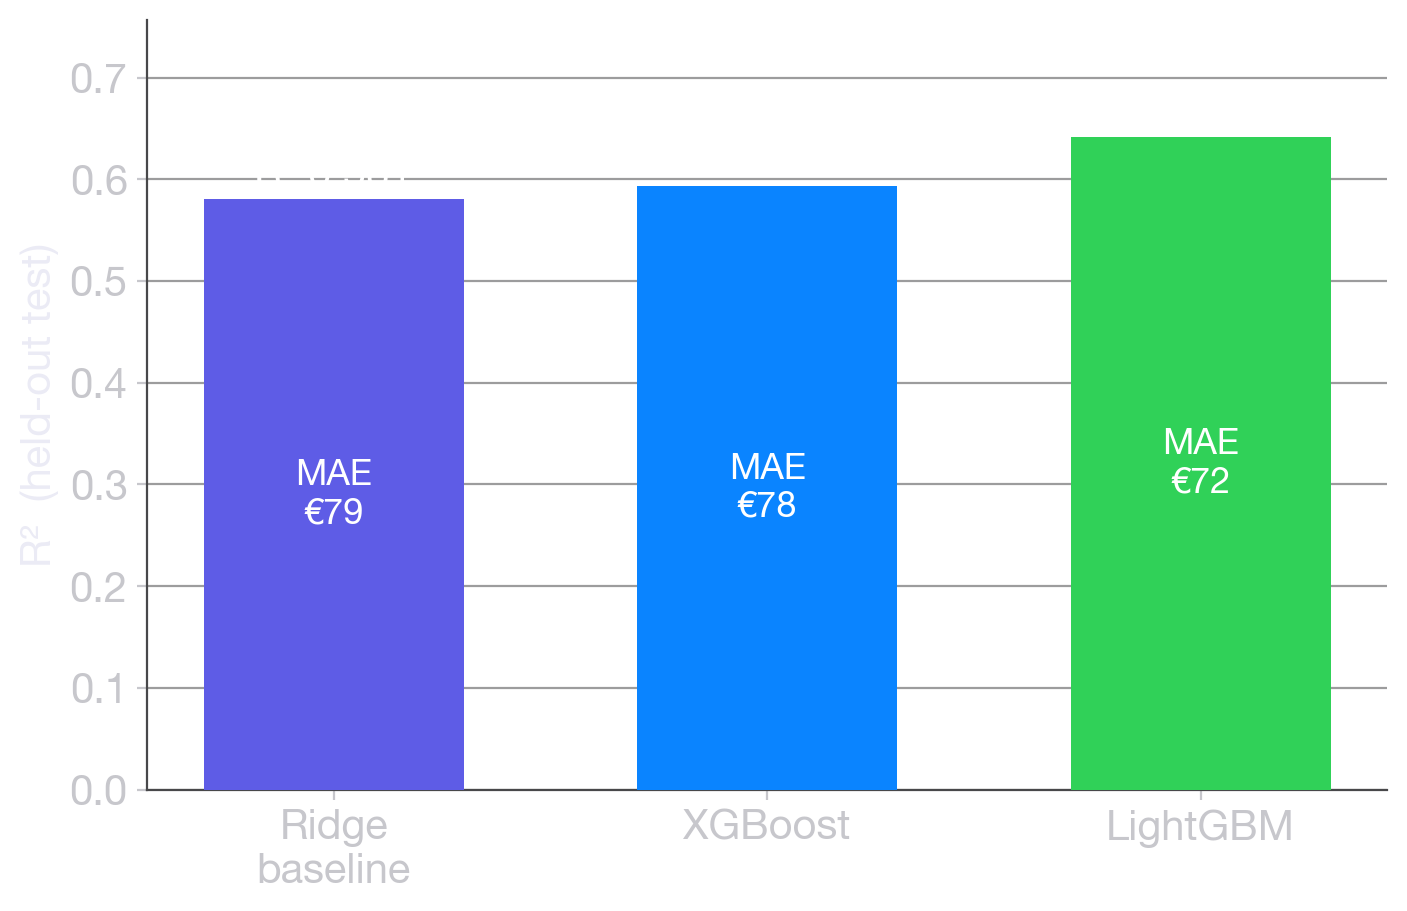 0.7
0.6
0.5
0.4
0.3
0.2
0.1
0.0
R² (held-out test)
MAE
€79
MAE
€78
MAE
€72
Ridge
baseline
XGBoost
LightGBM